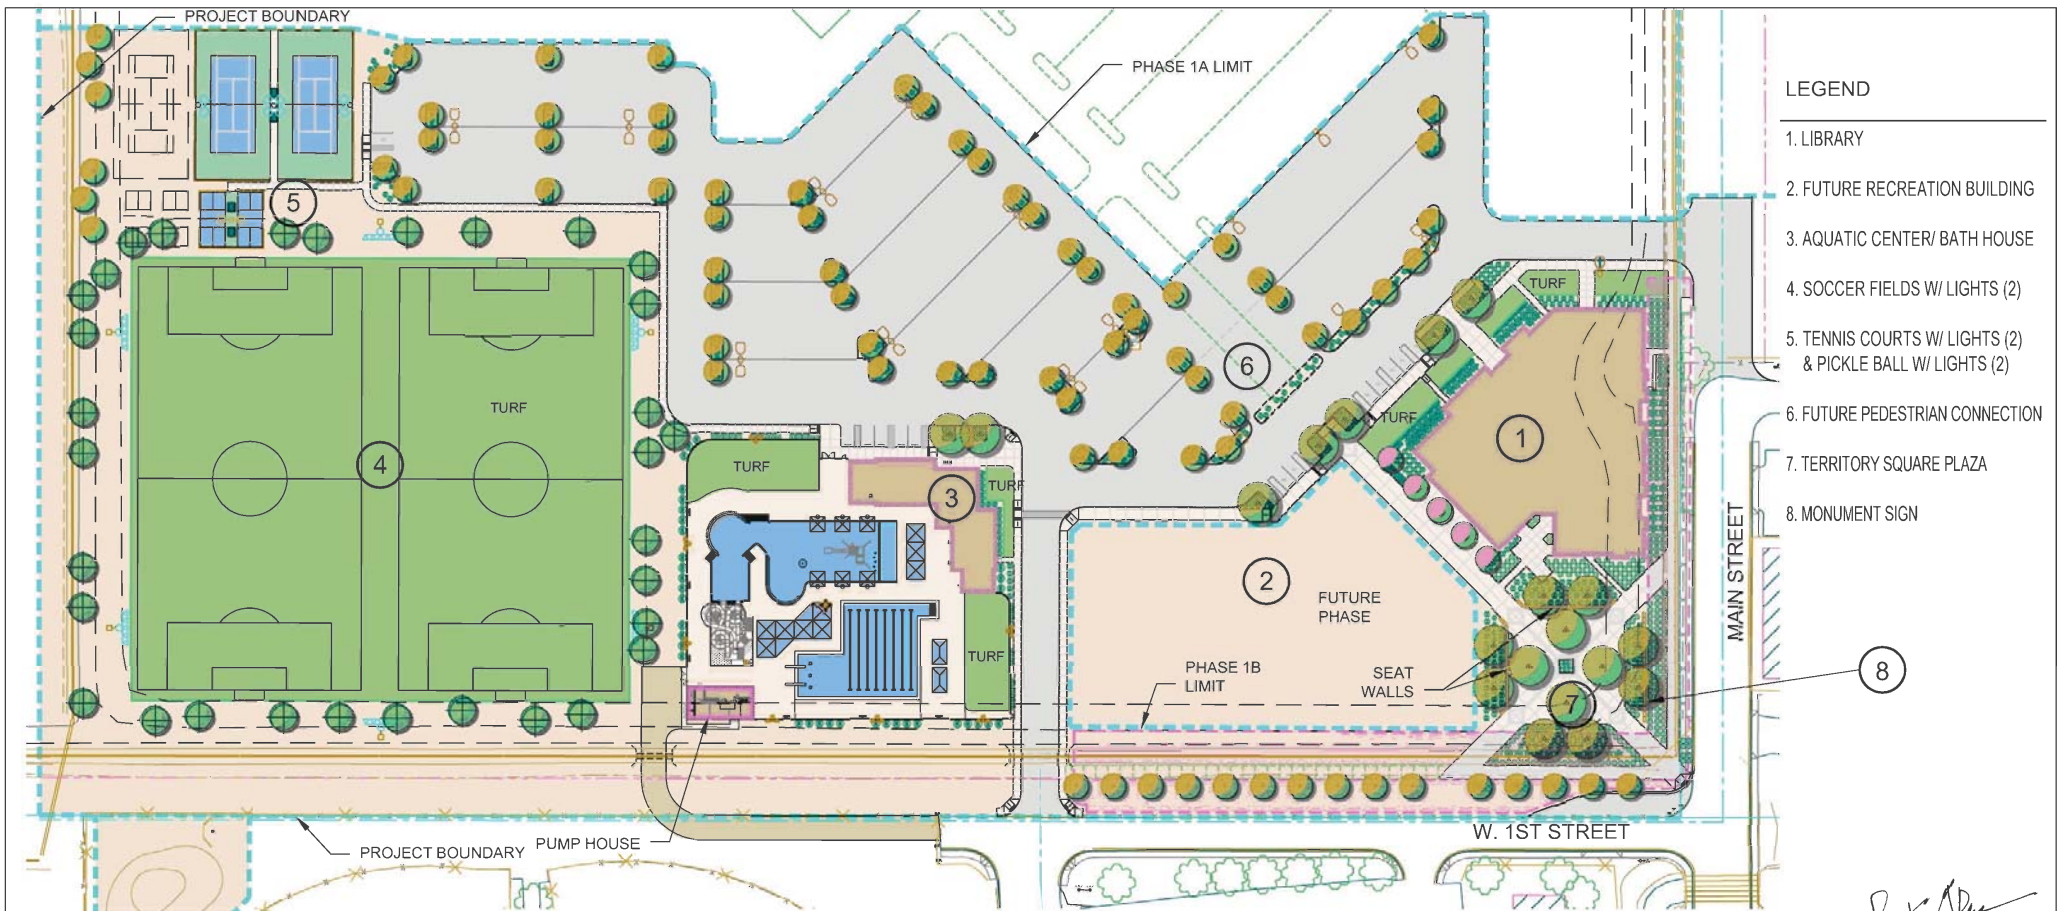 PROJECT BOUNDARY
PHASE 1A LIMIT
LEGEND
1. LIBRARY
2. FUTURE RECREATION BUILDING
3. AQUATIC CENTER/ BATH HOUSE
4. SOCCER FIELDS W/ LIGHTS (2)
5. TENNIS COURTS W/ LIGHTS (2)
& PICKLE BALL W/ LIGHTS (2)
6. FUTURE PEDESTRIAN CONNECTION
7. TERRITORY SQUARE PLAZA
8. MONUMENT SIGN
5
TURF
6
TURF
1
TURF
4
TURF
3
TURF
2
FUTURE
PHASE
MAIN STREET
TURF
PHASE 1B
LIMIT
SEAT
WALLS
7
8
W. 1ST STREET
PUMP HOUSE
PROJECT BOUNDARY